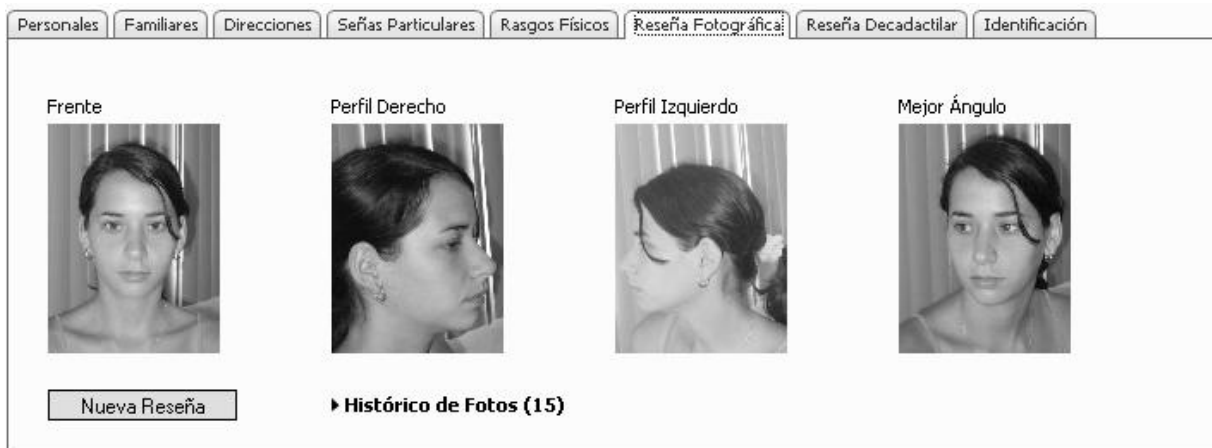 Personales Familiares Direcciones Señas Particulares Rasgos Físicos Reseña Fotográfica Reseña Decadactilar Identificación
Frente Perfil Derecho Perfil Izquierdo Mejor Ángulo
Nueva Reseña Histórico de Fotos (15)